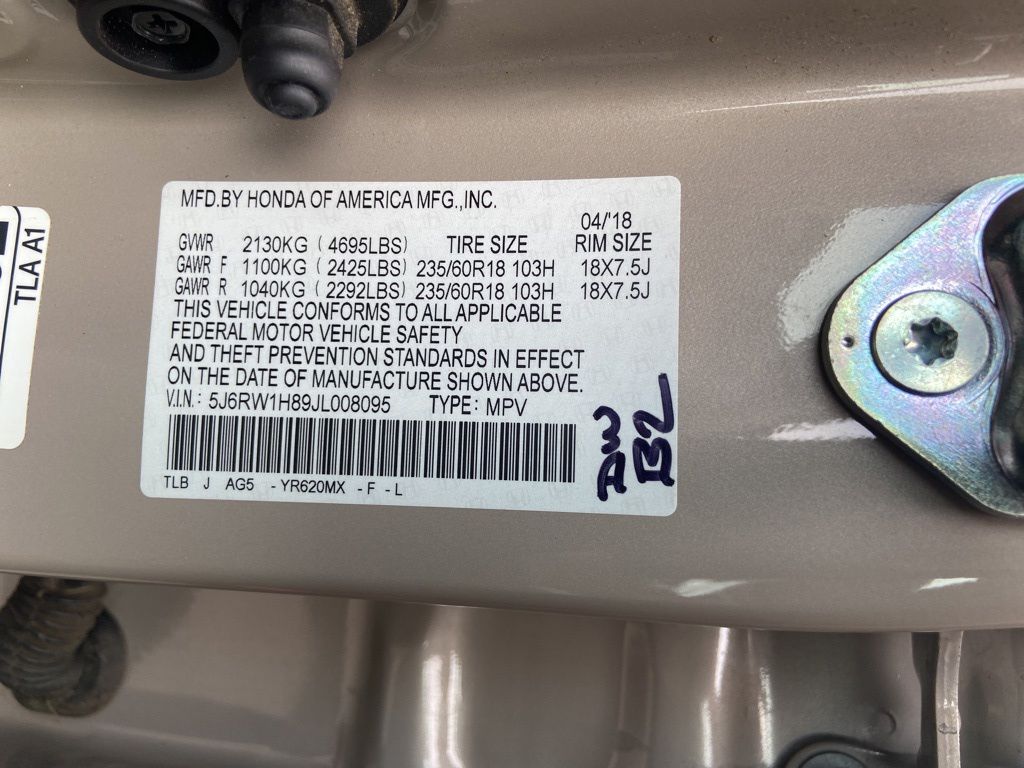 MFD.BY HONDA OF AMERICA MFG.,INC.
04/'18
GVWR 2130KG (4695LBS) TIRE SIZE RIM SIZE
GAWR F 1100KG (2425LBS) 235/60R18 103H 18X7.5J
GAWR R 1040KG (2292LBS) 235/60R18 103H 18X7.5J
THIS VEHICLE CONFORMS TO ALL APPLICABLE
FEDERAL MOTOR VEHICLE SAFETY
AND THEFT PREVENTION STANDARDS IN EFFECT
ON THE DATE OF MANUFACTURE SHOWN ABOVE.
V.I.N.: 5J6RW1H89JL008095 TYPE: MPV
TLB J AG5 -YR620MX -F -L
TLA A1